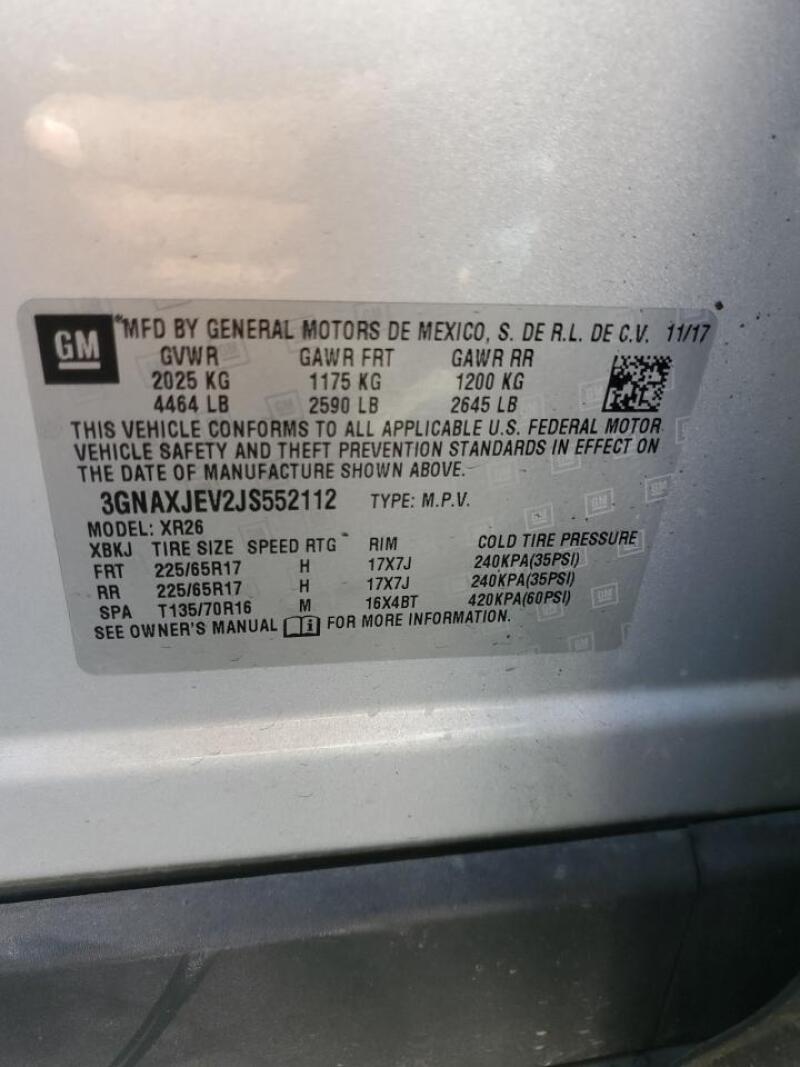 GM
*MFD BY GENERAL MOTORS DE MEXICO, S. DE R.L. DE C.V. 11/17
GVWR GAWR FRT GAWR RR
2025 KG 1175 KG 1200 KG
4464 LB 2590 LB 2645 LB
THIS VEHICLE CONFORMS TO ALL APPLICABLE U.S. FEDERAL MOTOR
VEHICLE SAFETY AND THEFT PREVENTION STANDARDS IN EFFECT ON
THE DATE OF MANUFACTURE SHOWN ABOVE.
3GNAXJEV2JS552112 TYPE: M.P.V.
MODEL: XR26
XBKJ TIRE SIZE SPEED RTG RIM COLD TIRE PRESSURE
FRT 225/65R17 H 17X7J 240KPA(35PSI)
RR 225/65R17 H 17X7J 240KPA(35PSI)
SPA T135/70R16 M 16X4BT 420KPA(60PSI)
SEE OWNER'S MANUAL FOR MORE INFORMATION.